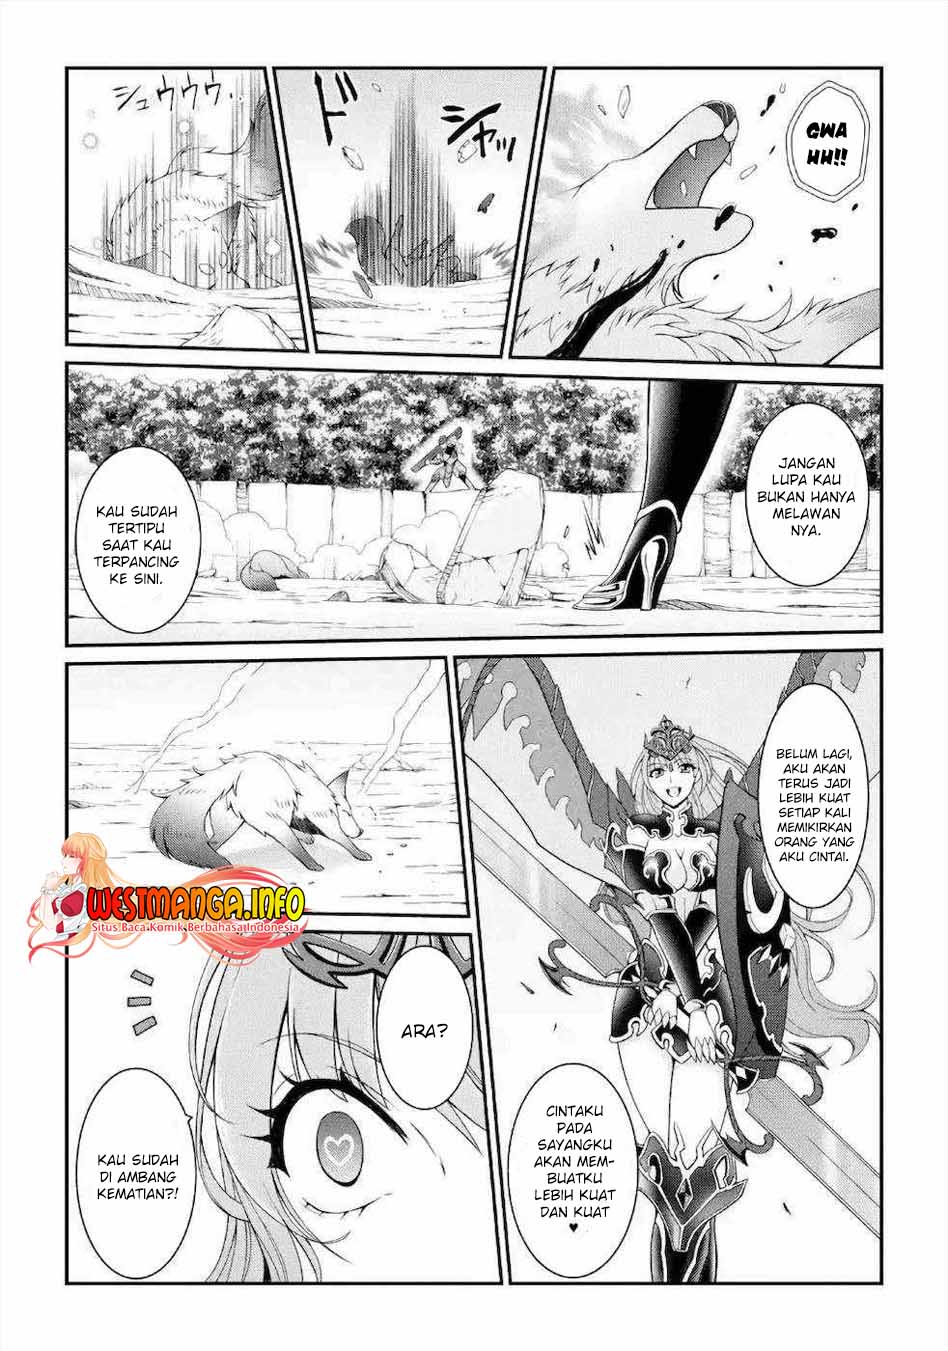 GWA
HH!!
シャッ
ドッ
シュウウウ
JANGAN
LUPA KAU
BUKAN HANYA
MELAWAN
NYA.
KAU SUDAH
TERTIPU
SAAT KAU
TERPANCING
KE SINI.
BELUM LAGI,
AKU AKAN
TERUS JADI
LEBIH KUAT
SETIAP KALI
MEMIKIRKAN
ORANG YANG
AKU CINTAI.
CINTAKU
PADA
SAYANGKU
AKAN MEM-
BUATKU
LEBIH KUAT
DAN KUAT
♥
WESTMANGA.INFO
Situs Baca Komik Berbahasa Indonesia
ARA?
KAU SUDAH
DI AMBANG
KEMATIAN?!